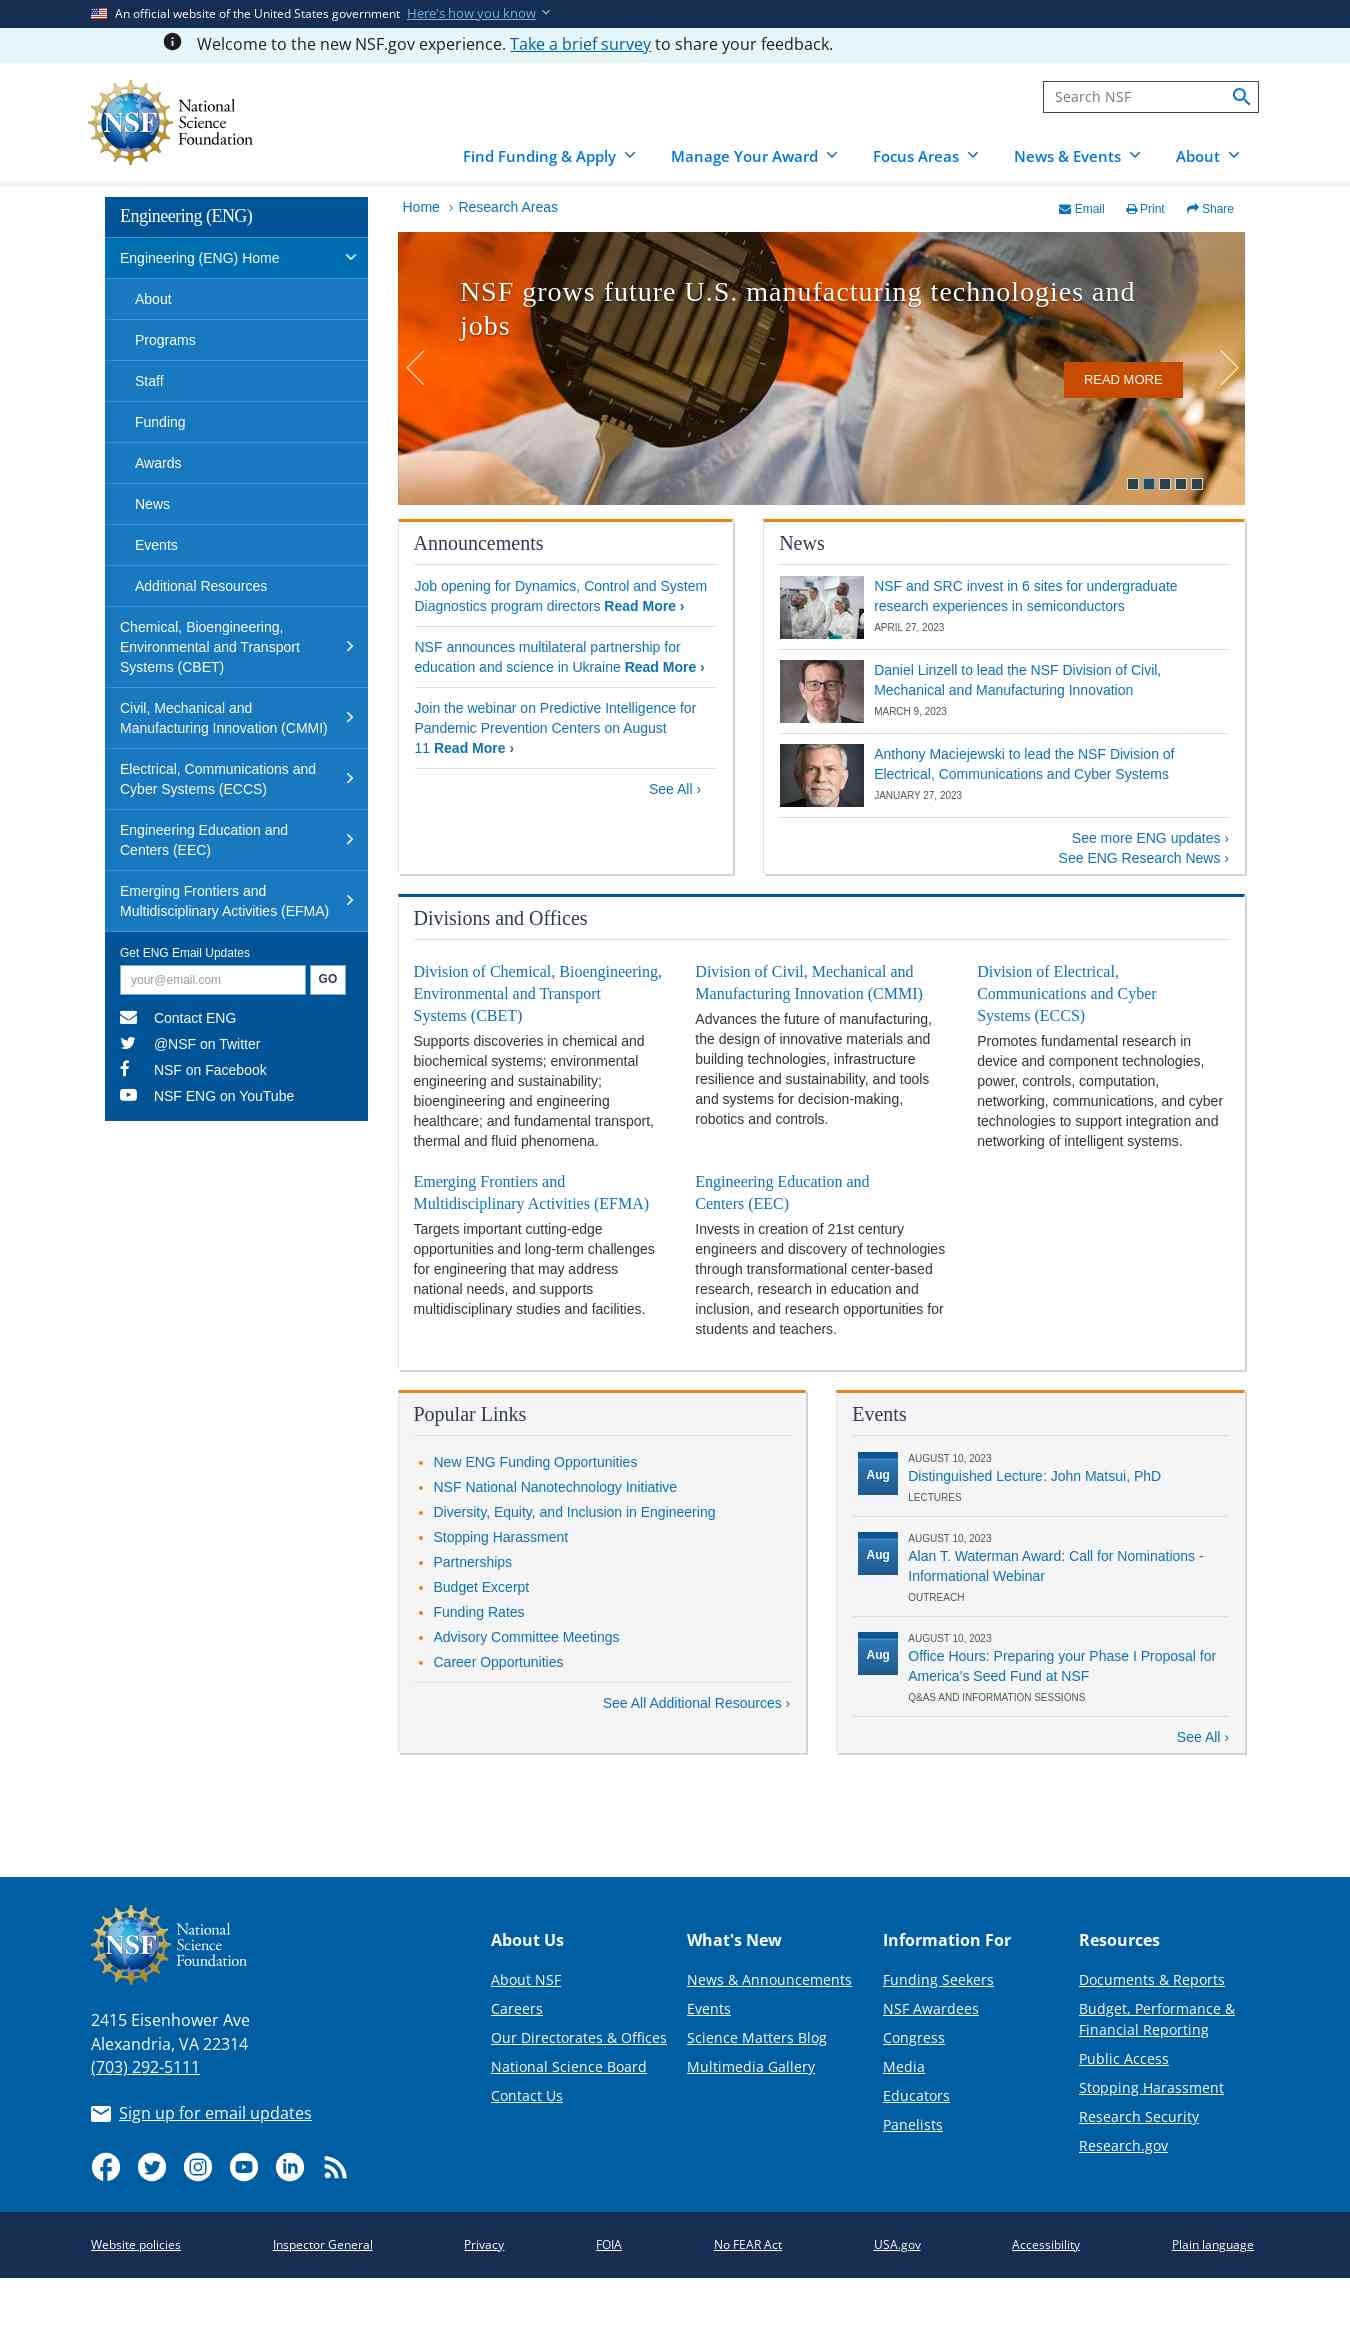 An official website of the United States government Here's how you know
Welcome to the new NSF.gov experience. Take a brief survey to share your feedback.
NSF
National
Science
Foundation
Search NSF
Find Funding & Apply
Manage Your Award
Focus Areas
News & Events
About
Engineering (ENG)
Engineering (ENG) Home
About
Programs
Staff
Funding
Awards
News
Events
Additional Resources
Chemical, Bioengineering,
Environmental and Transport
Systems (CBET)
Civil, Mechanical and
Manufacturing Innovation (CMMI)
Electrical, Communications and
Cyber Systems (ECCS)
Engineering Education and
Centers (EEC)
Emerging Frontiers and
Multidisciplinary Activities (EFMA)
Get ENG Email Updates
your@email.com
GO
Contact ENG
@NSF on Twitter
NSF on Facebook
NSF ENG on YouTube
Home › Research Areas
Email
Print
Share
NSF grows future U.S. manufacturing technologies and
jobs
READ MORE
Announcements
Job opening for Dynamics, Control and System
Diagnostics program directors Read More ›
NSF announces multilateral partnership for
education and science in Ukraine Read More ›
Join the webinar on Predictive Intelligence for
Pandemic Prevention Centers on August
11 Read More ›
See All ›
News
NSF and SRC invest in 6 sites for undergraduate
research experiences in semiconductors
APRIL 27, 2023
Daniel Linzell to lead the NSF Division of Civil,
Mechanical and Manufacturing Innovation
MARCH 9, 2023
Anthony Maciejewski to lead the NSF Division of
Electrical, Communications and Cyber Systems
JANUARY 27, 2023
See more ENG updates ›
See ENG Research News ›
Divisions and Offices
Division of Chemical, Bioengineering,
Environmental and Transport
Systems (CBET)
Supports discoveries in chemical and
biochemical systems; environmental
engineering and sustainability;
bioengineering and engineering
healthcare; and fundamental transport,
thermal and fluid phenomena.
Division of Civil, Mechanical and
Manufacturing Innovation (CMMI)
Advances the future of manufacturing,
the design of innovative materials and
building technologies, infrastructure
resilience and sustainability, and tools
and systems for decision-making,
robotics and controls.
Division of Electrical,
Communications and Cyber
Systems (ECCS)
Promotes fundamental research in
device and component technologies,
power, controls, computation,
networking, communications, and cyber
technologies to support integration and
networking of intelligent systems.
Emerging Frontiers and
Multidisciplinary Activities (EFMA)
Targets important cutting-edge
opportunities and long-term challenges
for engineering that may address
national needs, and supports
multidisciplinary studies and facilities.
Engineering Education and
Centers (EEC)
Invests in creation of 21st century
engineers and discovery of technologies
through transformational center-based
research, research in education and
inclusion, and research opportunities for
students and teachers.
Popular Links
New ENG Funding Opportunities
NSF National Nanotechnology Initiative
Diversity, Equity, and Inclusion in Engineering
Stopping Harassment
Partnerships
Budget Excerpt
Funding Rates
Advisory Committee Meetings
Career Opportunities
See All Additional Resources ›
Events
Aug
AUGUST 10, 2023
Distinguished Lecture: John Matsui, PhD
LECTURES
Aug
AUGUST 10, 2023
Alan T. Waterman Award: Call for Nominations -
Informational Webinar
OUTREACH
Aug
AUGUST 10, 2023
Office Hours: Preparing your Phase I Proposal for
America's Seed Fund at NSF
Q&AS AND INFORMATION SESSIONS
See All ›
NSF
National
Science
Foundation
2415 Eisenhower Ave
Alexandria, VA 22314
(703) 292-5111
Sign up for email updates
About Us
About NSF
Careers
Our Directorates & Offices
National Science Board
Contact Us
What's New
News & Announcements
Events
Science Matters Blog
Multimedia Gallery
Information For
Funding Seekers
NSF Awardees
Congress
Media
Educators
Panelists
Resources
Documents & Reports
Budget, Performance &
Financial Reporting
Public Access
Stopping Harassment
Research Security
Research.gov
Website policies
Inspector General
Privacy
FOIA
No FEAR Act
USA.gov
Accessibility
Plain language